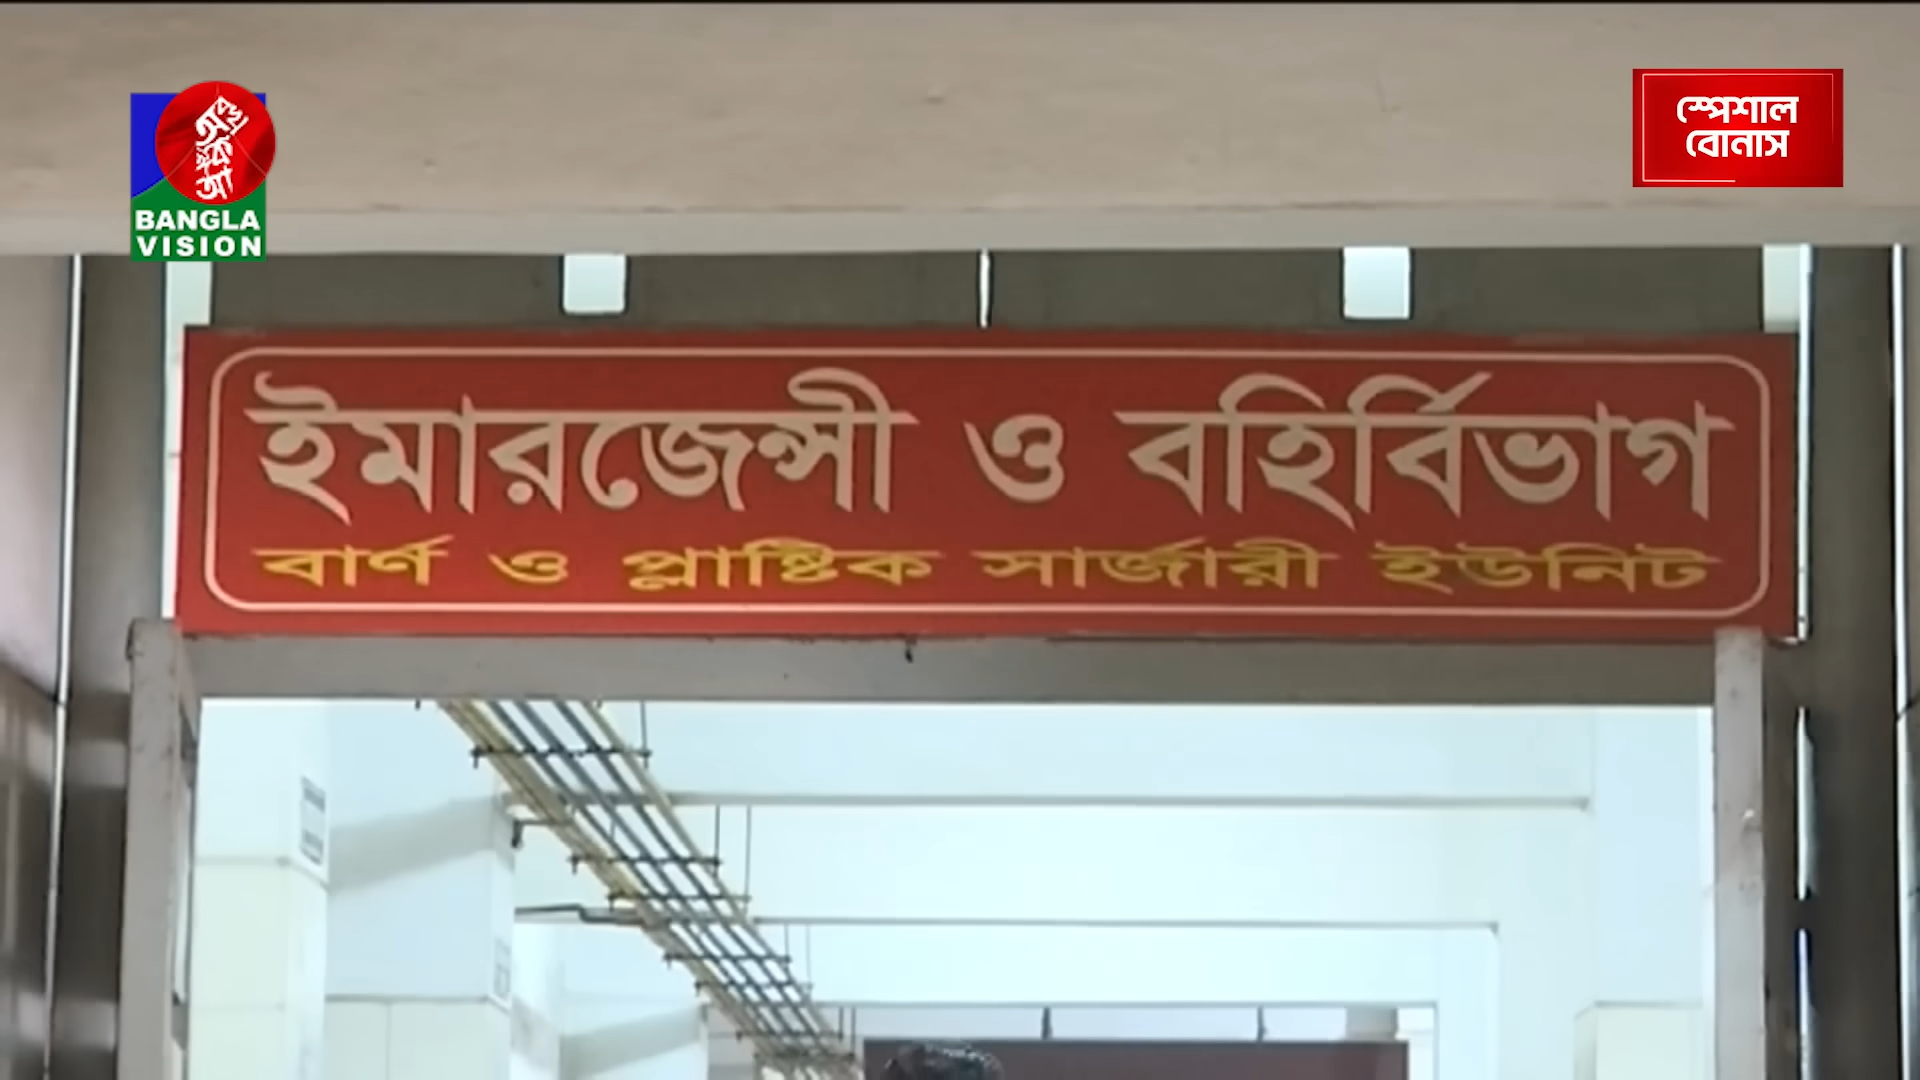 BANGLA
VISION
স্পেশাল
বোনাস
ইমারজেন্সী ও বহির্বিভাগ
বার্ণ ও প্লাষ্টিক সার্জারী ইউনিট